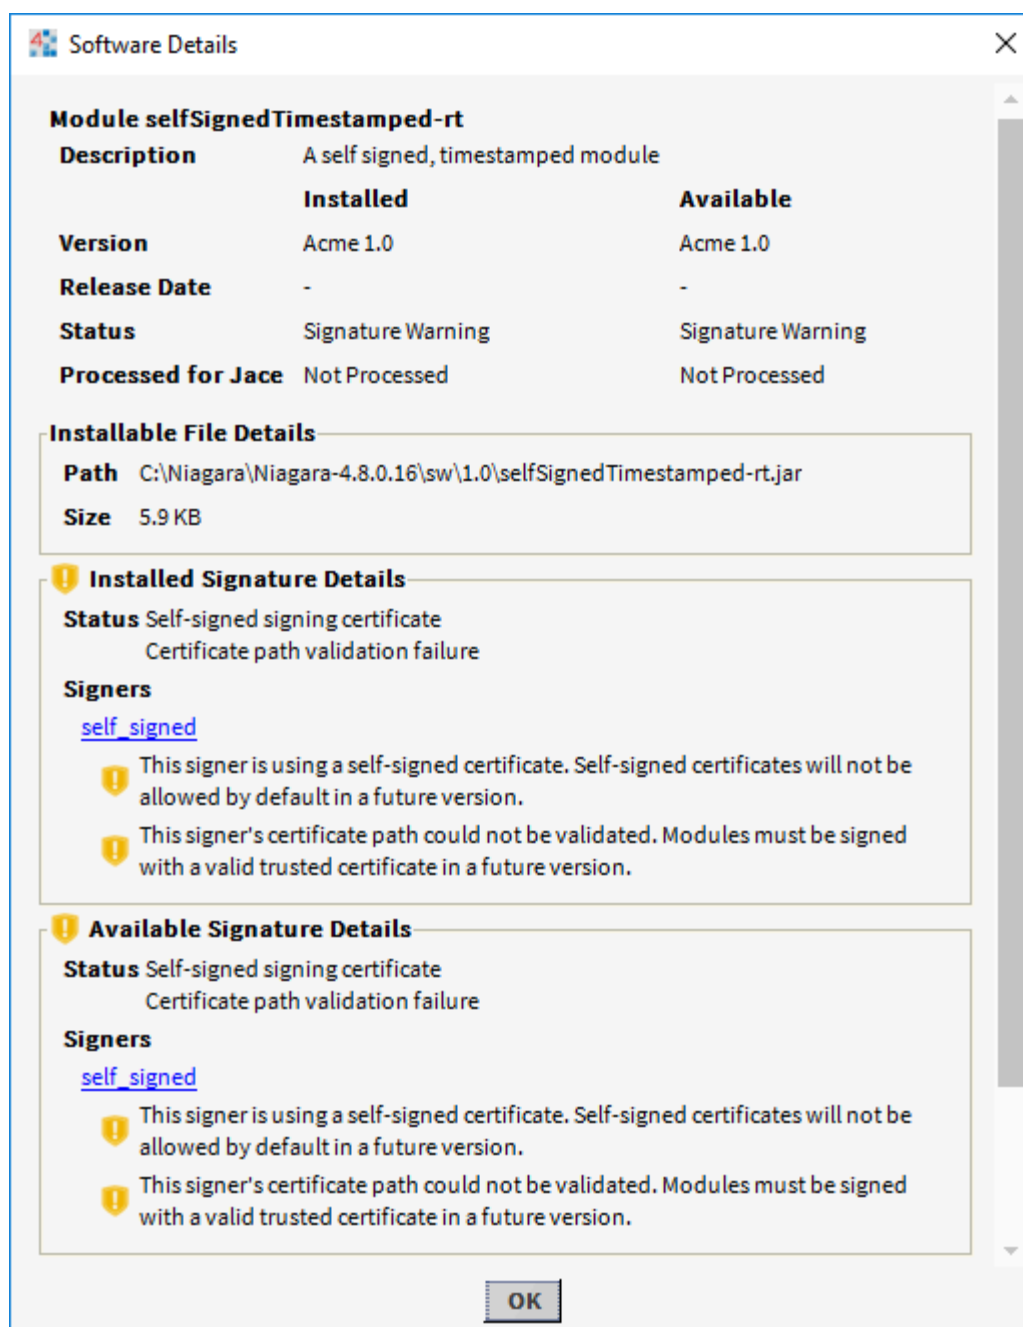 Software Details
Module selfSignedTimestamped-rt
Description A self signed, timestamped module
Installed Available
Version Acme 1.0 Acme 1.0
Release Date - -
Status Signature Warning Signature Warning
Processed for Jace Not Processed Not Processed
Installable File Details
Path C:\Niagara\Niagara-4.8.0.16\sw\1.0\selfSignedTimestamped-rt.jar
Size 5.9 KB
Installed Signature Details
Status Self-signed signing certificate
Certificate path validation failure
Signers
self_signed
This signer is using a self-signed certificate. Self-signed certificates will not be
allowed by default in a future version.
This signer's certificate path could not be validated. Modules must be signed
with a valid trusted certificate in a future version.
Available Signature Details
Status Self-signed signing certificate
Certificate path validation failure
Signers
self_signed
This signer is using a self-signed certificate. Self-signed certificates will not be
allowed by default in a future version.
This signer's certificate path could not be validated. Modules must be signed
with a valid trusted certificate in a future version.
OK